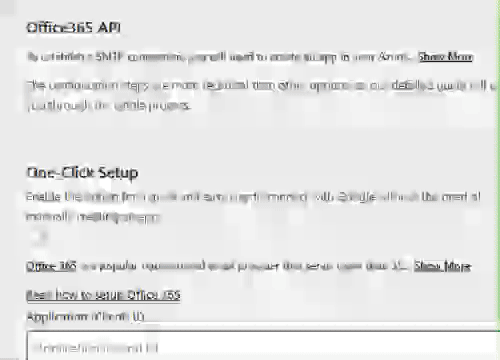 Office365 API
To establish a SMTP connection, you will need to create an app in your Azure... Show More
The configuration steps are more technical than other options, so our detailed guide will
you through the whole process.
One-Click Setup
Enable the option for a quick and easy way to connect with Google without the need of
manually creating an app.
Office 365 is a popular transactional email provider that sends more than 35... Show More
Read how to setup Office 365
Application (Client) ID